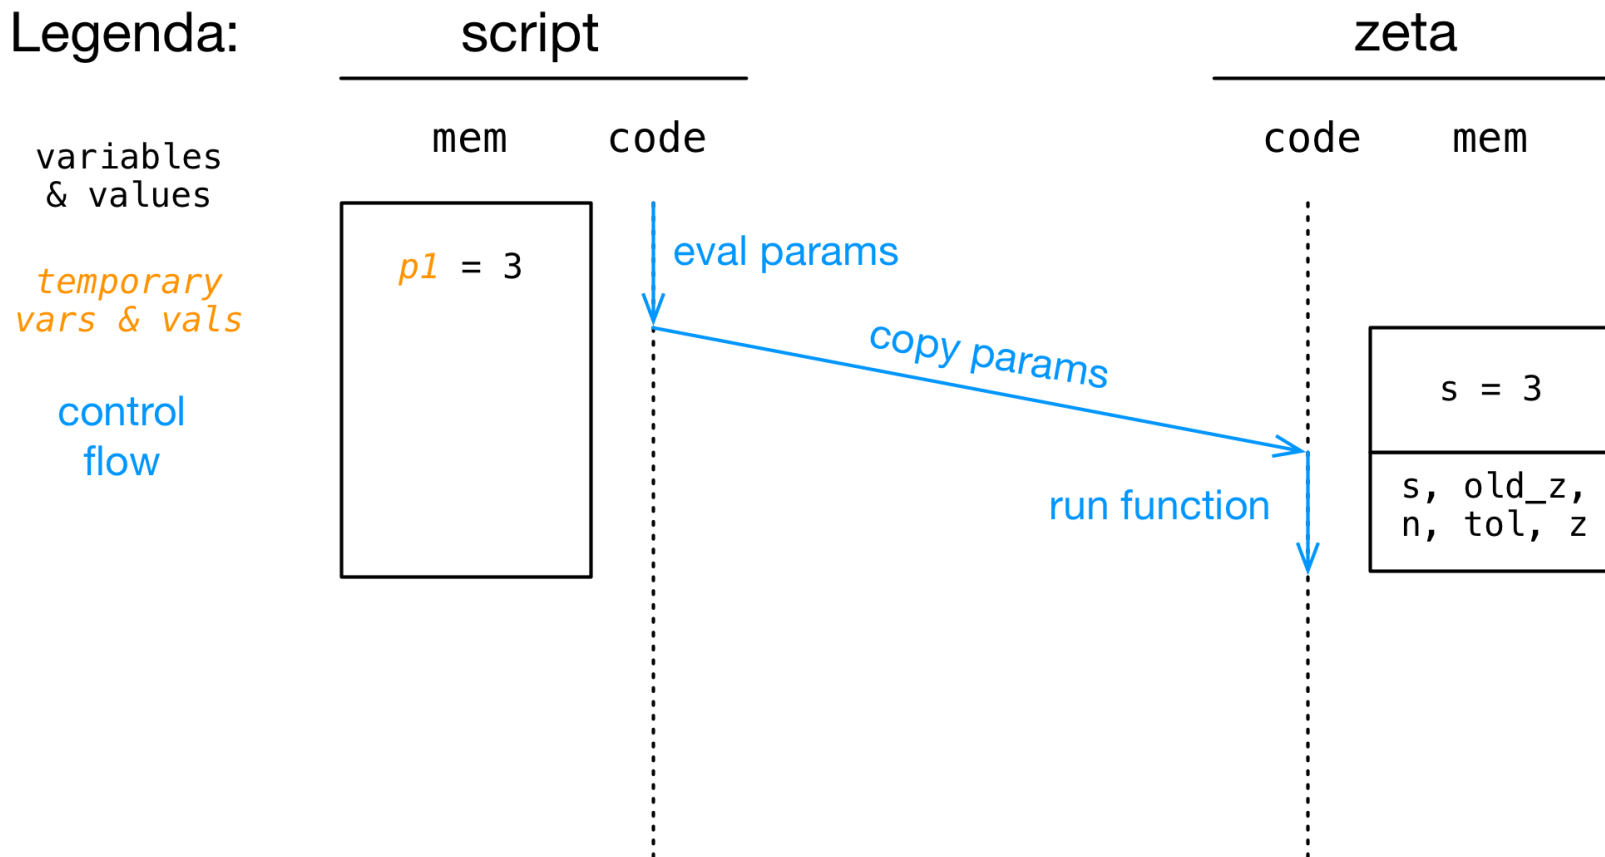 Legenda:
script
zeta
mem
code
code
mem
variables
& values
temporary
vars & vals
control
flow
p1 = 3
eval params
copy params
run function
s = 3
s, old_z,
n, tol, z